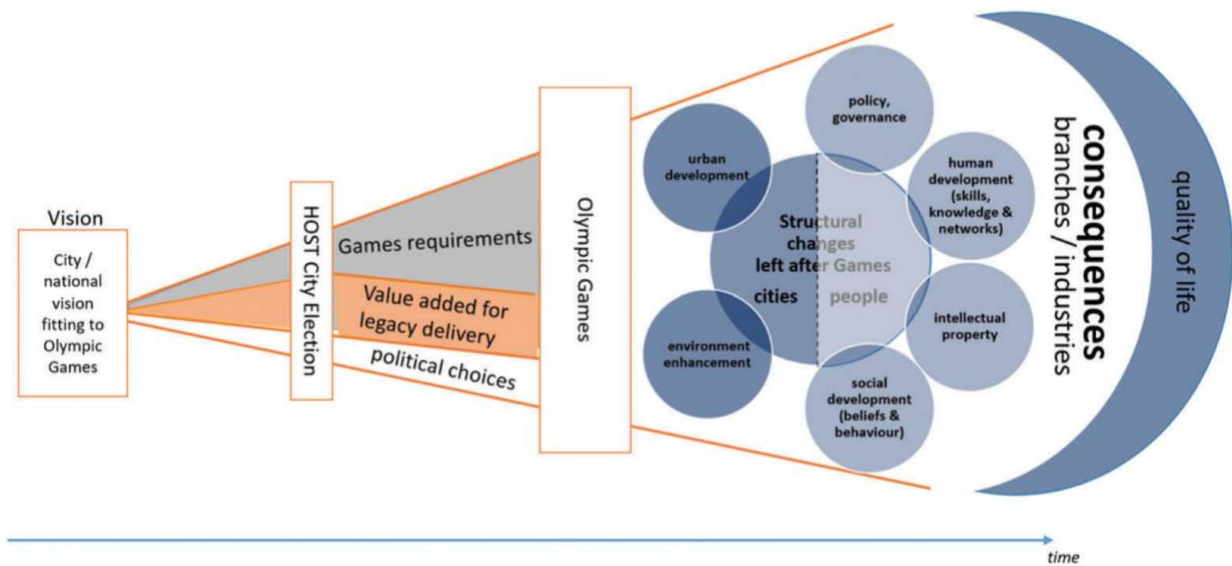 Vision
City /
national
vision
fitting to
Olympic
Games
HOST City Election
Games requirements
Value added for
legacy delivery
political choices
Olympic Games
urban
development
environment
enhancement
policy,
governance
human
development
(skills,
knowledge &
networks)
intellectual
property
social
development
(beliefs &
behaviour)
Structural
changes
left after Games
cities people
consequences
branches / industries
quality of life
time